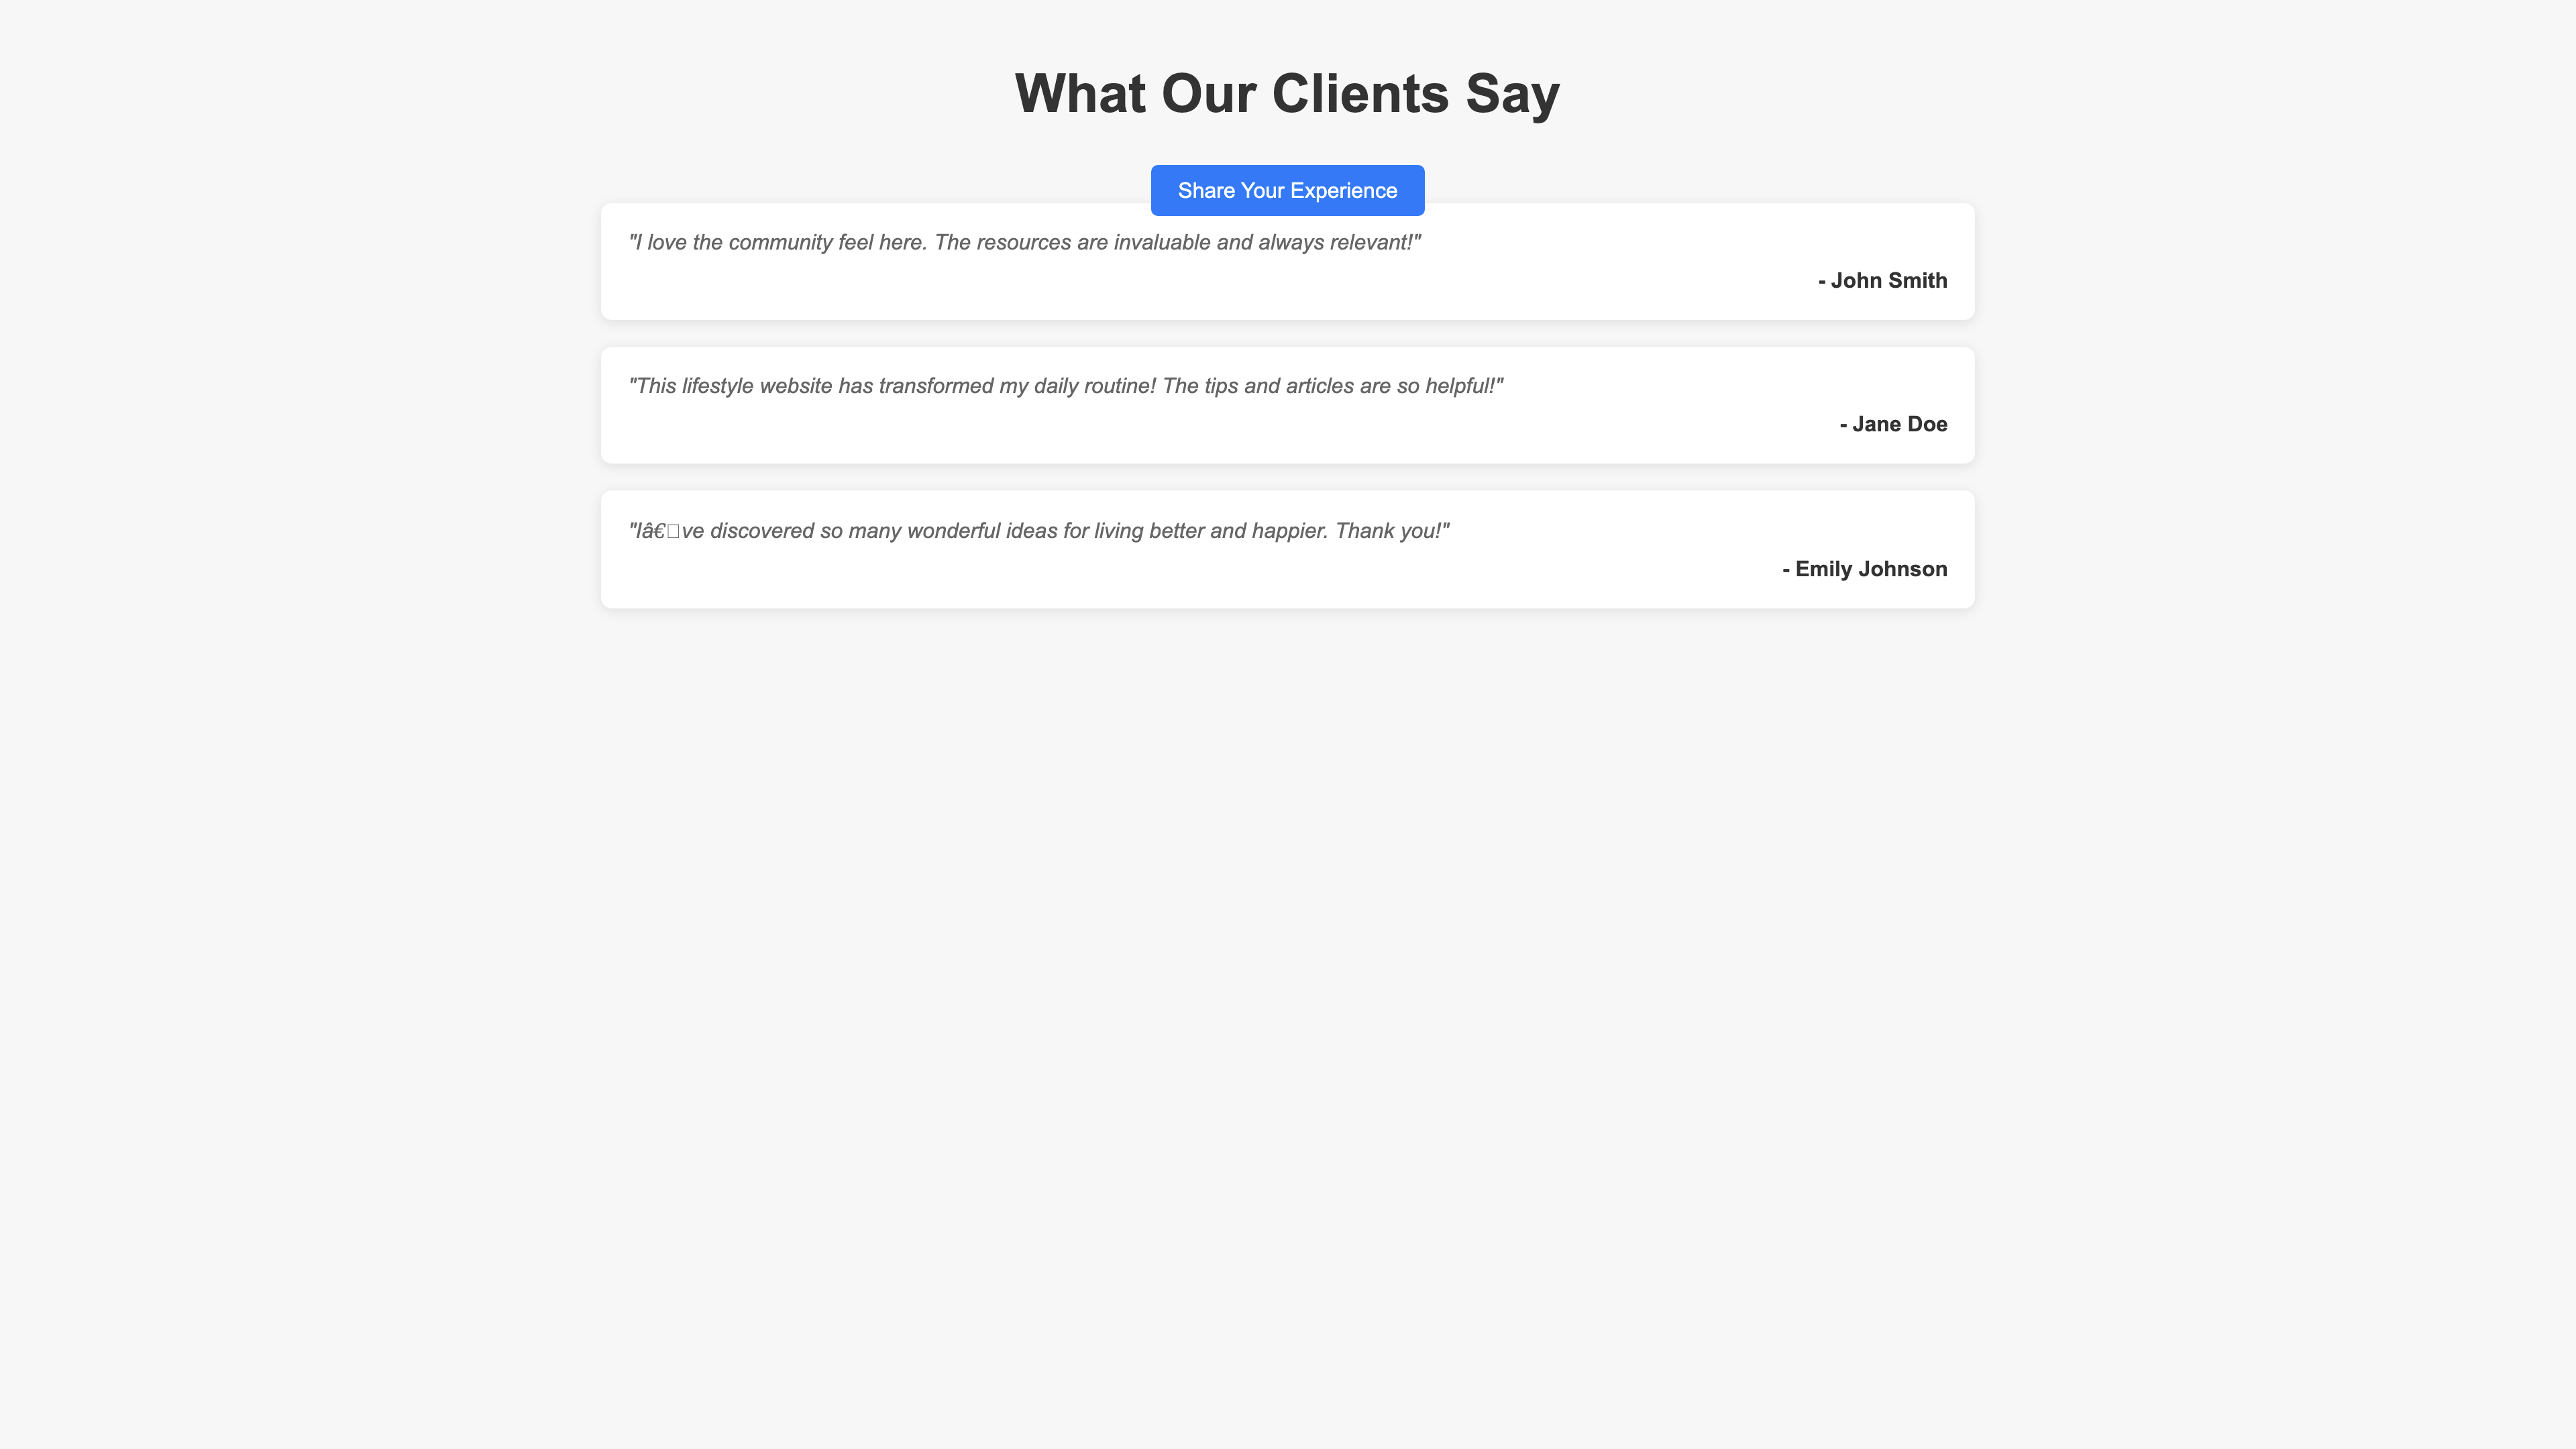 What Our Clients Say
Share Your Experience
"I love the community feel here. The resources are invaluable and always relevant!"
- John Smith
"This lifestyle website has transformed my daily routine! The tips and articles are so helpful!"
- Jane Doe
"Iâ€□ve discovered so many wonderful ideas for living better and happier. Thank you!"
- Emily Johnson